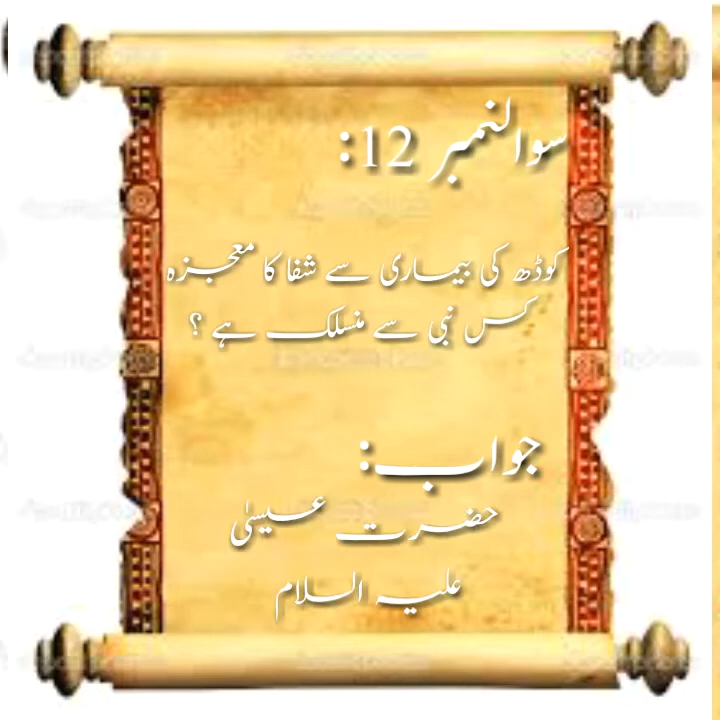 سوال نمبر 12:
کوڈھ کی بیماری سے شفا کا معجزہ
کس نبی سے منسلک ہے ؟
جواب:
حضرت عیسیٰ
علیہ السلام